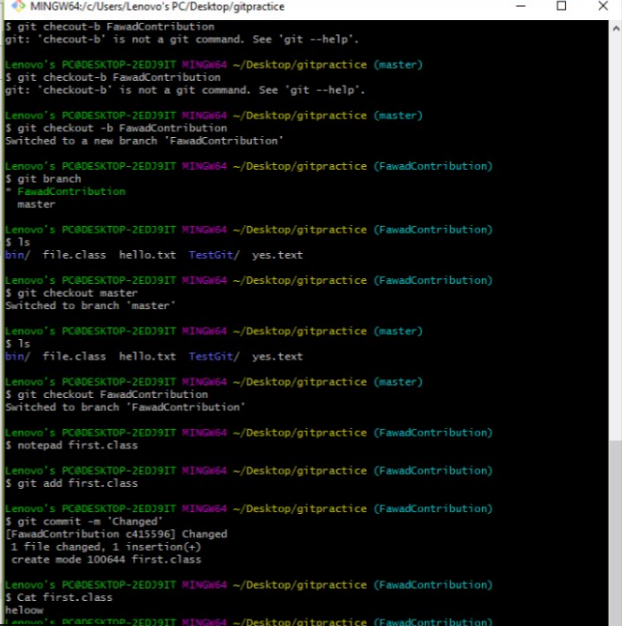 MINGW64:/c/Users/Lenovo's PC/Desktop/gitpractice
$ git checout-b FawadContribution
git: 'checout-b' is not a git command. See 'git --help'.
Lenovo's PC@DESKTOP-2EDJ9IT MINGW64 ~/Desktop/gitpractice (master)
$ git checkout-b FawadContribution
git: 'checkout-b' is not a git command. See 'git --help'.
Lenovo's PC@DESKTOP-2EDJ9IT MINGW64 ~/Desktop/gitpractice (master)
$ git checkout -b FawadContribution
Switched to a new branch 'FawadContribution'
Lenovo's PC@DESKTOP-2EDJ9IT MINGW64 ~/Desktop/gitpractice (FawadContribution)
$ git branch
* FawadContribution
master
Lenovo's PC@DESKTOP-2EDJ9IT MINGW64 ~/Desktop/gitpractice (FawadContribution)
$ ls
bin/ file.class hello.txt TestGit/ yes.text
Lenovo's PC@DESKTOP-2EDJ9IT MINGW64 ~/Desktop/gitpractice (FawadContribution)
$ git checkout master
Switched to branch 'master'
Lenovo's PC@DESKTOP-2EDJ9IT MINGW64 ~/Desktop/gitpractice (master)
$ ls
bin/ file.class hello.txt TestGit/ yes.text
Lenovo's PC@DESKTOP-2EDJ9IT MINGW64 ~/Desktop/gitpractice (master)
$ git checkout FawadContribution
Switched to branch 'FawadContribution'
Lenovo's PC@DESKTOP-2EDJ9IT MINGW64 ~/Desktop/gitpractice (FawadContribution)
$ notepad first.class
Lenovo's PC@DESKTOP-2EDJ9IT MINGW64 ~/Desktop/gitpractice (FawadContribution)
$ git add first.class
Lenovo's PC@DESKTOP-2EDJ9IT MINGW64 ~/Desktop/gitpractice (FawadContribution)
$ git commit -m 'Changed'
[FawadContribution c415596] Changed
1 file changed, 1 insertion(+)
create mode 100644 first.class
Lenovo's PC@DESKTOP-2EDJ9IT MINGW64 ~/Desktop/gitpractice (FawadContribution)
$ Cat first.class
heloow
Lenovo's PC@DESKTOP-2EDJ9IT MINGW64 ~/Desktop/gitpractice (FawadContribution)